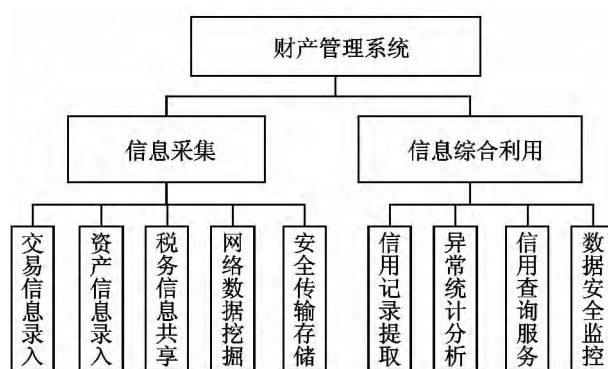 财产管理系统
信息采集
信息综合利用
交易信息录入
资产信息录入
税务信息共享
网络数据挖掘
安全传输存储
信用记录提取
异常统计分析
信用查询服务
数据安全监控